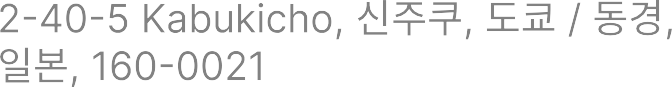 2-40-5 Kabukicho, 신주쿠, 도쿄 / 동경,
일본, 160-0021